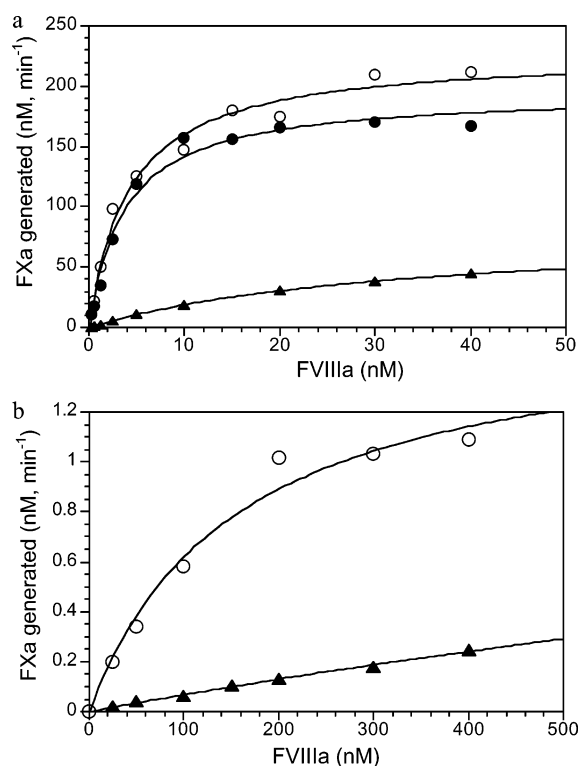 a
250
200
150
100
50
0
FXa generated (nM, min⁻¹)
0 10 20 30 40 50
FVIIIa (nM)
b
1.2
1
0.8
0.6
0.4
0.2
0
FXa generated (nM, min⁻¹)
0 100 200 300 400 500
FVIIIa (nM)